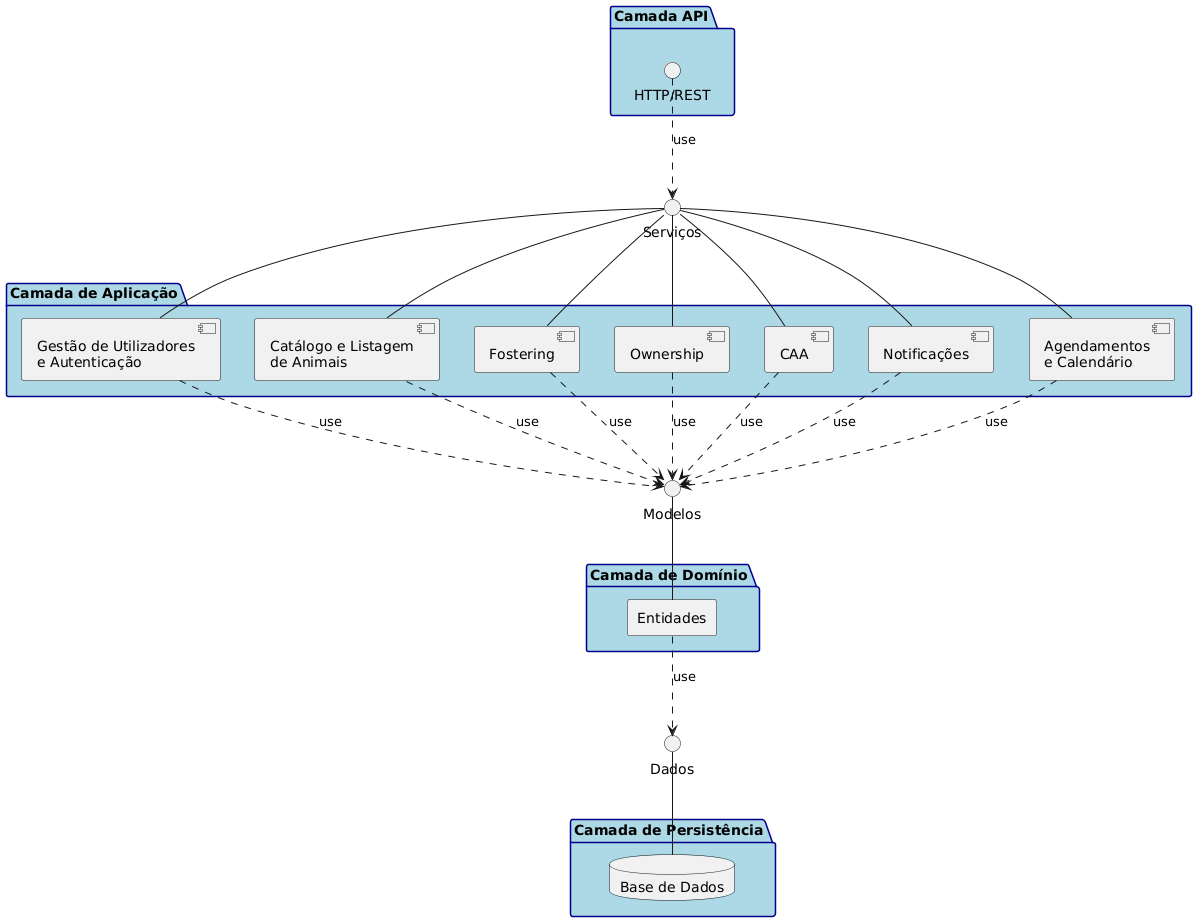 Camada API
HTTP/REST
use
Serviços
Camada de Aplicação
Gestão de Utilizadores
e Autenticação
Catálogo e Listagem
de Animais
Fostering
Ownership
CAA
Notificações
Agendamentos
e Calendário
use
use
use
use
use
use
use
Modelos
Camada de Domínio
Entidades
use
Dados
Camada de Persistência
Base de Dados